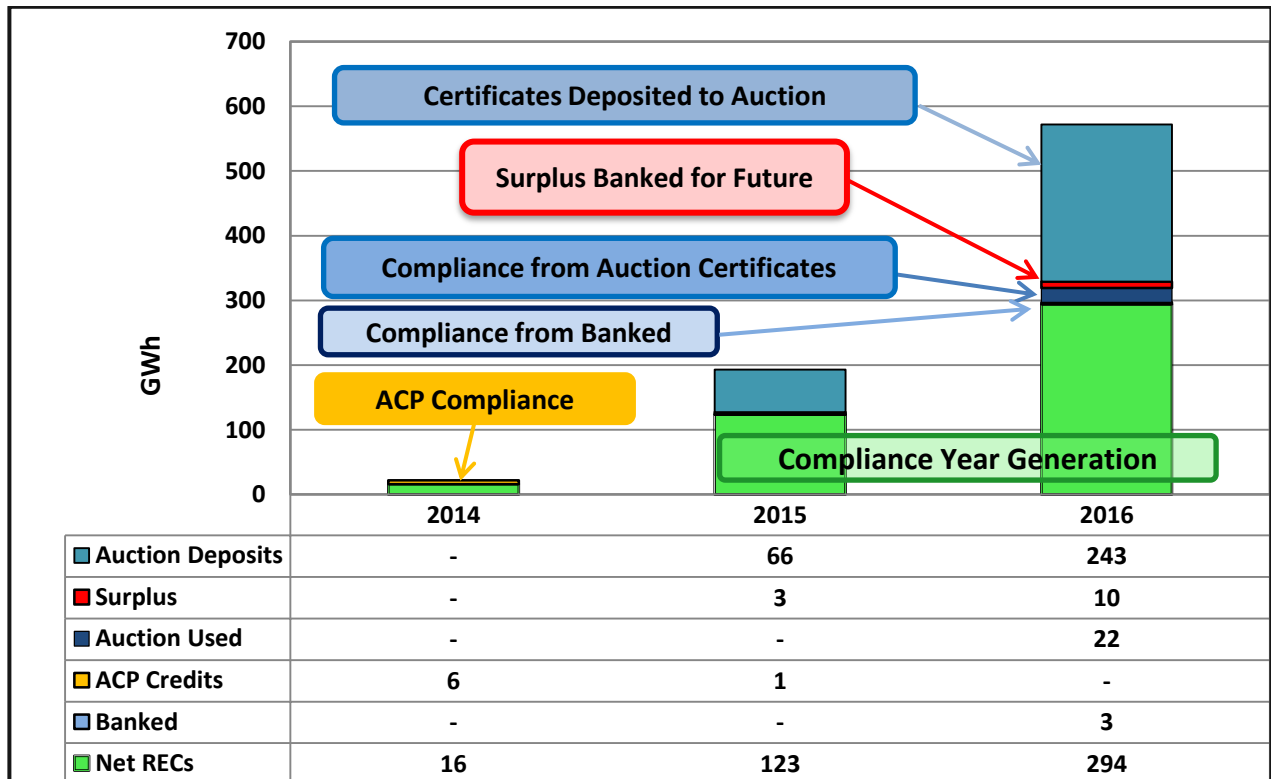 700
600
500
400
300
200
100
0
GWh
Certificates Deposited to Auction
Surplus Banked for Future
Compliance from Auction Certificates
Compliance from Banked
ACP Compliance
Compliance Year Generation
2014 2015 2016
Auction Deposits - 66 243
Surplus - 3 10
Auction Used - - 22
ACP Credits 6 1 -
Banked - - 3
Net RECs 16 123 294